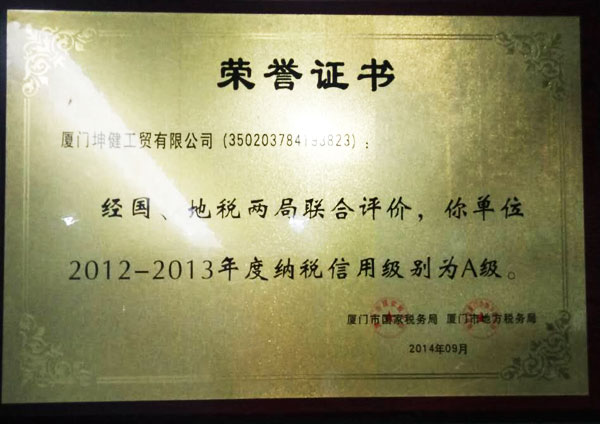 荣誉证书
厦门坤健工贸有限公司（350203784193823）：
经国、地税两局联合评价，你单位
2012-2013年度纳税信用级别为A级。
厦门市国家税务局 厦门市地方税务局
2014年09月